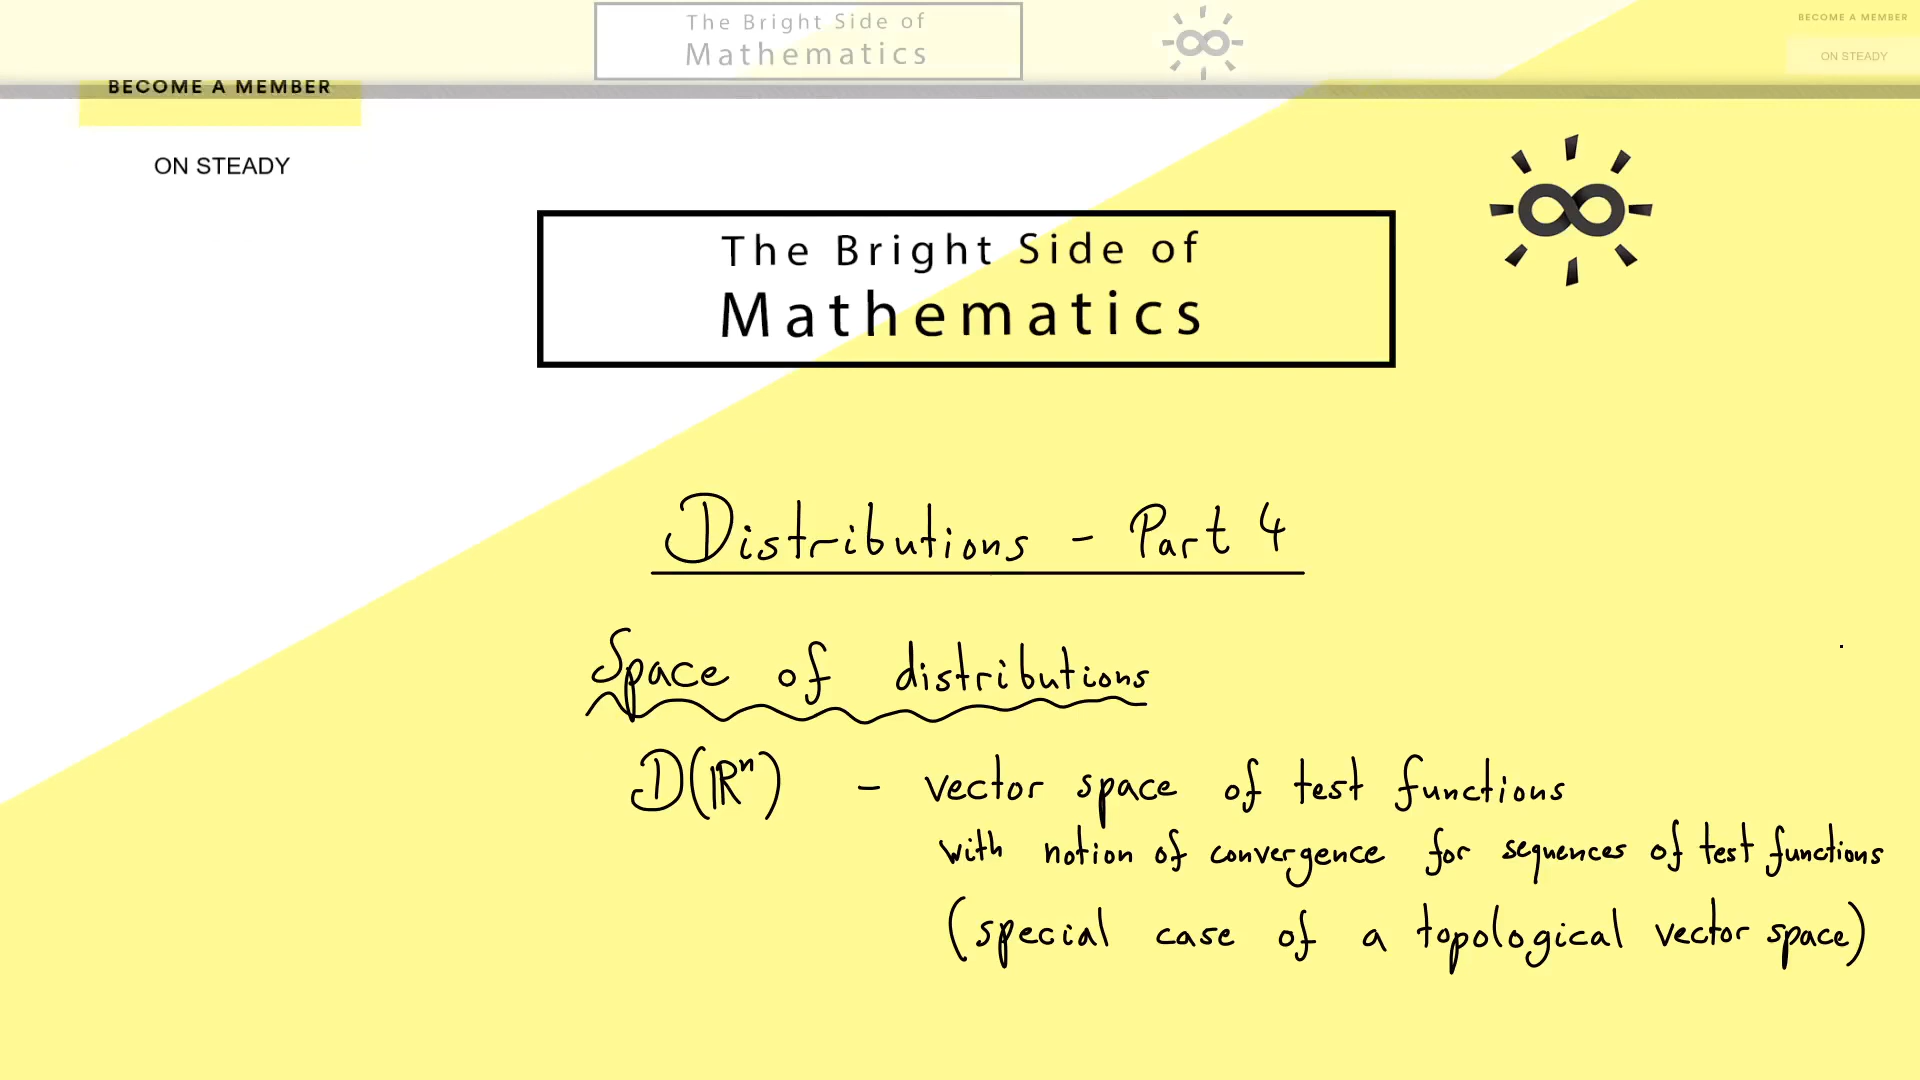 The Bright Side of
Mathematics
BECOME A MEMBER
ON STEADY
BECOME A MEMBER
ON STEADY
The Bright Side of
Mathematics
Distributions - Part 4
Space of distributions
D(ℝⁿ) - vector space of test functions
with notion of convergence for sequences of test functions
(special case of a topological vector space)